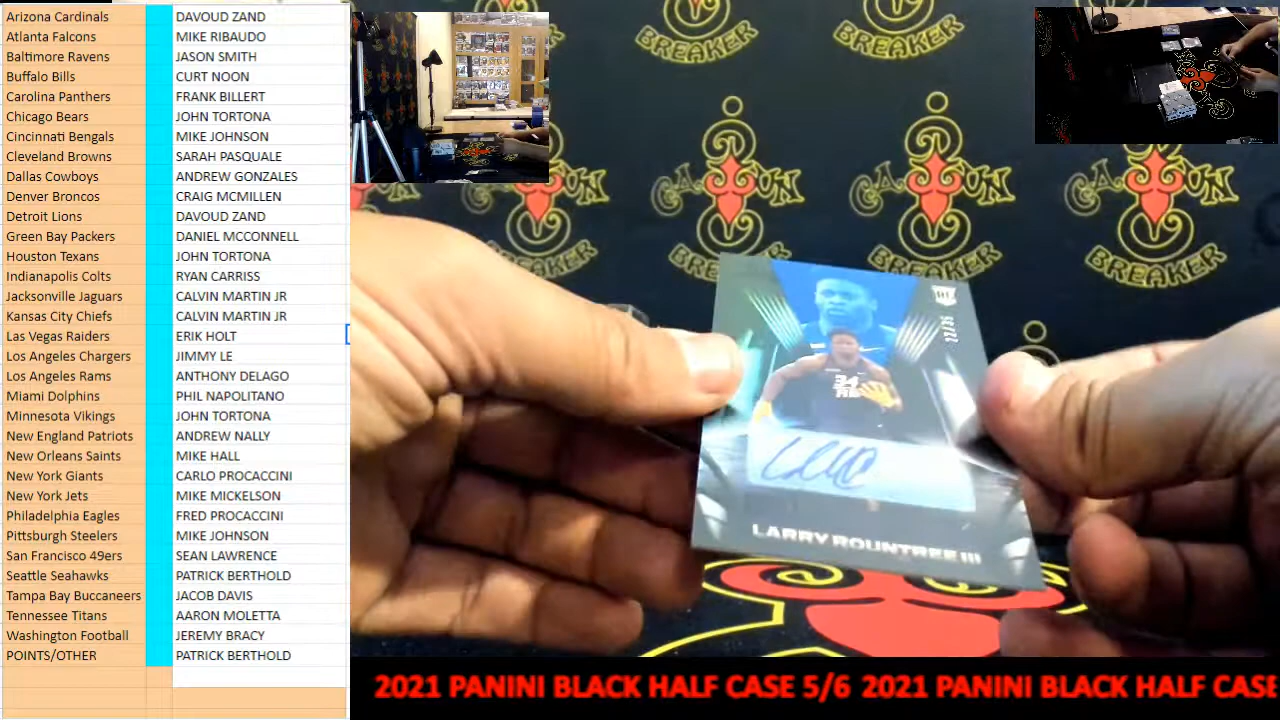 Arizona Cardinals DAVOUD ZAND
Atlanta Falcons MIKE RIBAUDO
Baltimore Ravens JASON SMITH
Buffalo Bills CURT NOON
Carolina Panthers FRANK BILLERT
Chicago Bears JOHN TORTONA
Cincinnati Bengals MIKE JOHNSON
Cleveland Browns SARAH PASQUALE
Dallas Cowboys ANDREW GONZALES
Denver Broncos CRAIG MCMILLEN
Detroit Lions DAVOUD ZAND
Green Bay Packers DANIEL MCCONNELL
Houston Texans JOHN TORTONA
Indianapolis Colts RYAN CARRISS
Jacksonville Jaguars CALVIN MARTIN JR
Kansas City Chiefs CALVIN MARTIN JR
Las Vegas Raiders ERIK HOLT
Los Angeles Chargers JIMMY LE
Los Angeles Rams ANTHONY DELAGO
Miami Dolphins PHIL NAPOLITANO
Minnesota Vikings JOHN TORTONA
New England Patriots ANDREW NALLY
New Orleans Saints MIKE HALL
New York Giants CARLO PROCACCINI
New York Jets MIKE MICKELSON
Philadelphia Eagles FRED PROCACCINI
Pittsburgh Steelers MIKE JOHNSON
San Francisco 49ers SEAN LAWRENCE
Seattle Seahawks PATRICK BERTHOLD
Tampa Bay Buccaneers JACOB DAVIS
Tennessee Titans AARON MOLETTA
Washington Football JEREMY BRACY
POINTS/OTHER PATRICK BERTHOLD
BREAKER
BREAKER
CAJUN
BREAKER
CAJUN
BREAKER
CAJUN
BREAKER
CAJUN
BREAKER
34
LARRY ROUNTREE III
2021 PANINI BLACK HALF CASE 5/6 2021 PANINI BLACK HALF CASE